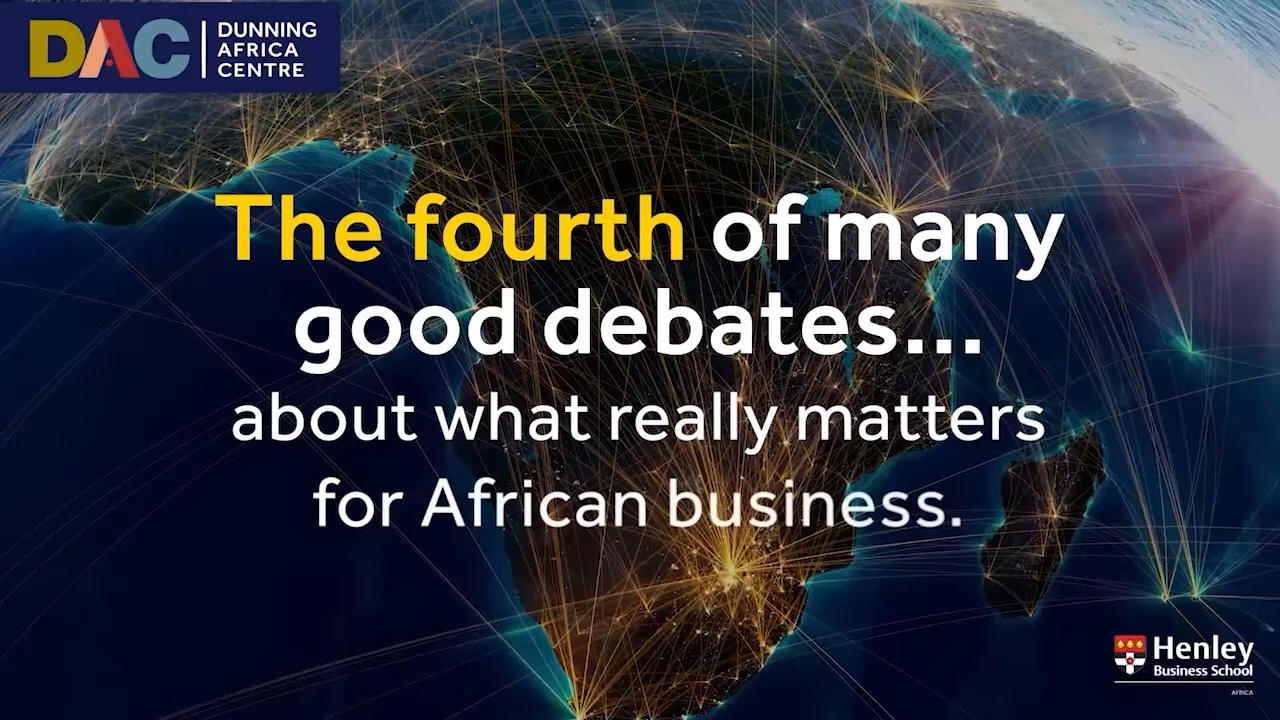 DAC
DUNNING
AFRICA
CENTRE
The fourth of many
good debates...
about what really matters
for African business.
Henley
Business School
AFRICA